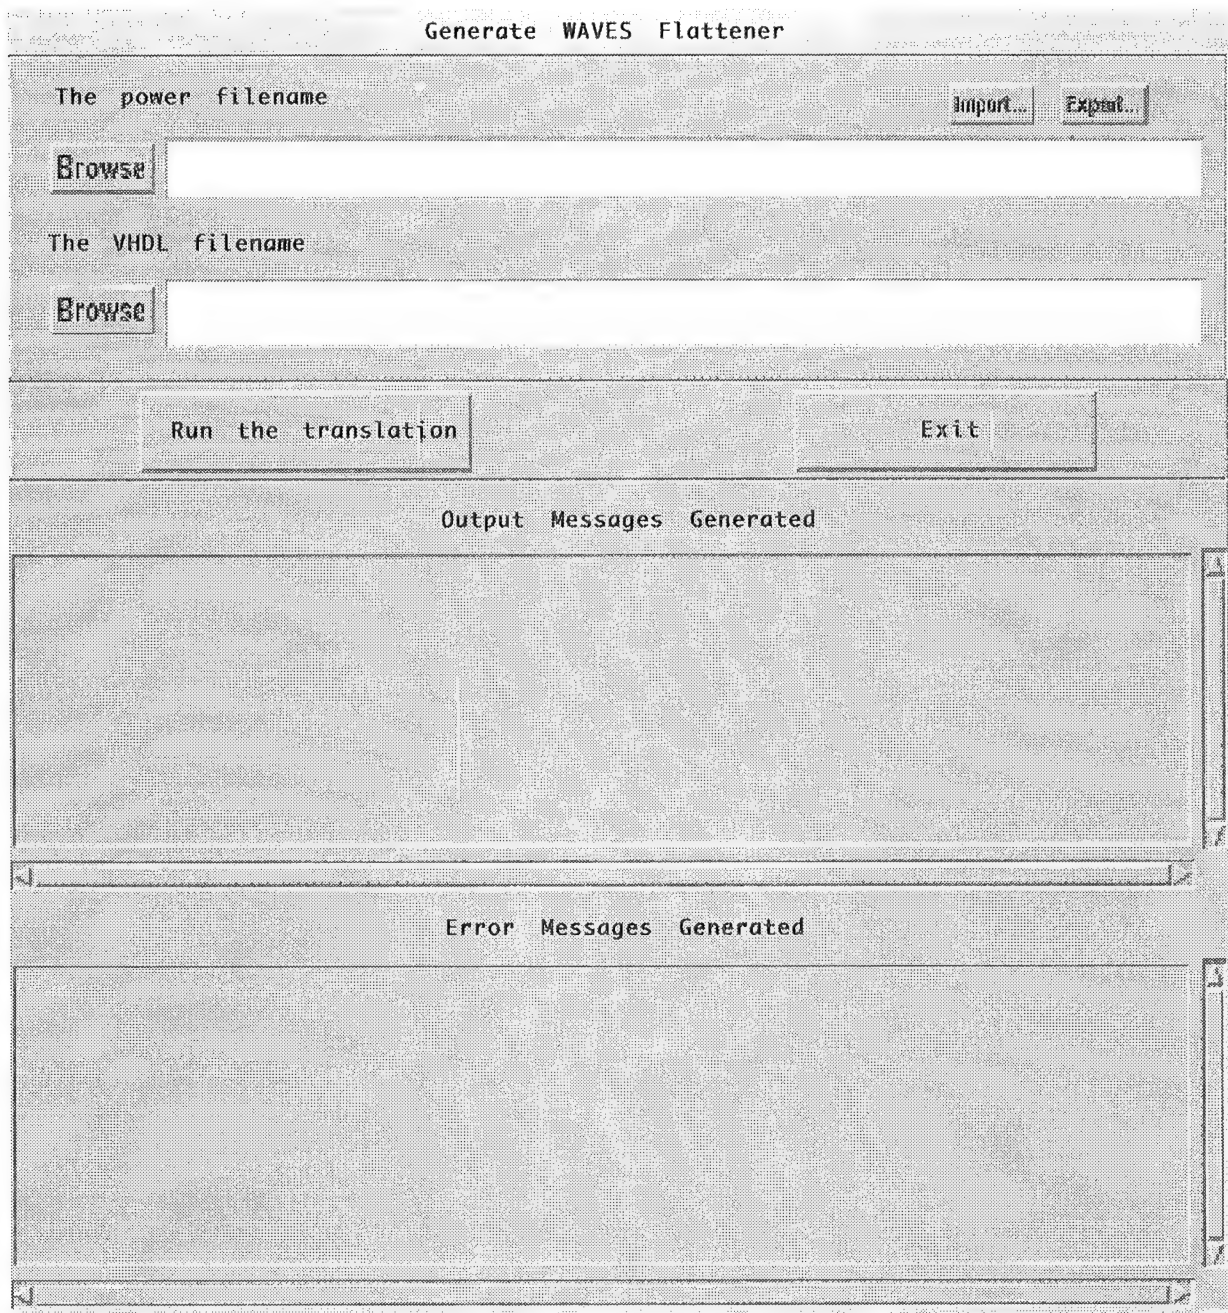 Generate WAVES Flattener
The power filename
Import... Export...
Browse
The VHDL filename
Browse
Run the translation Exit
Output Messages Generated
Error Messages Generated